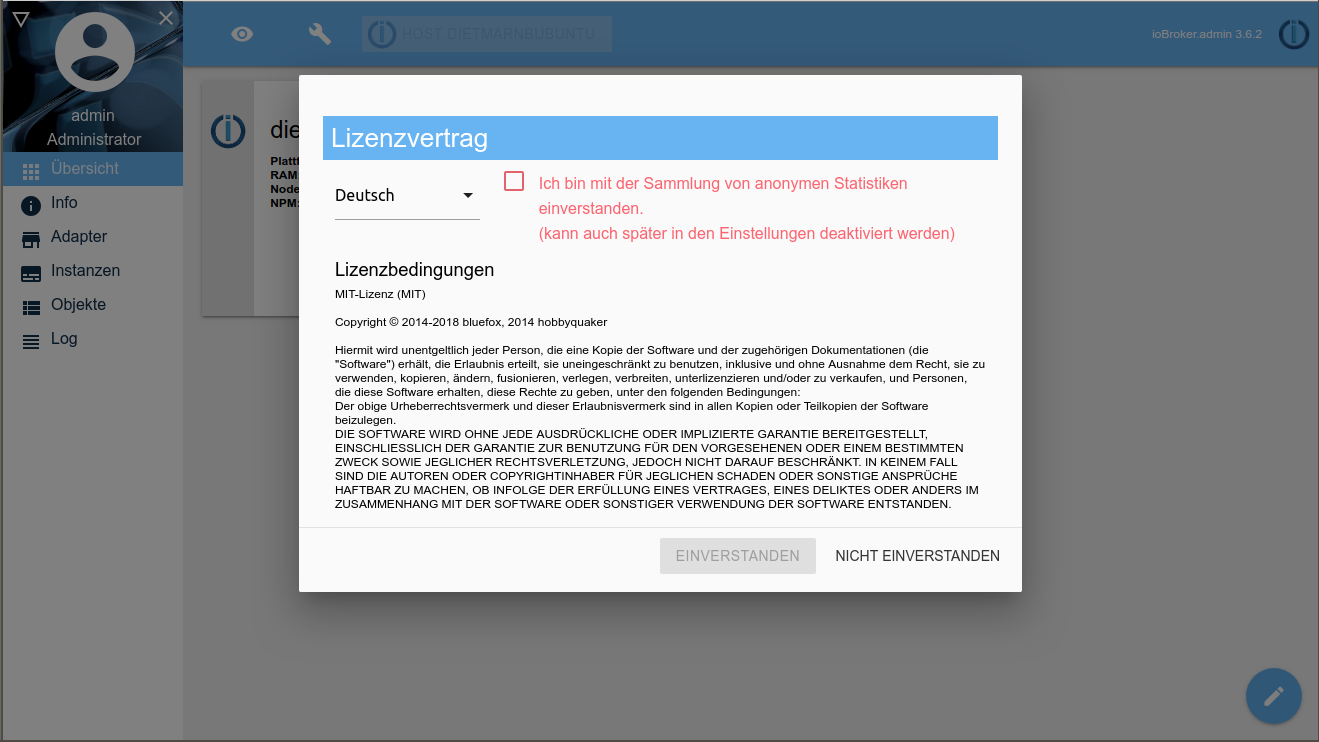 admin
Administrator
Übersicht
Info
Adapter
Instanzen
Objekte
Log
HOST DIETMARNBUBUNTU
ioBroker.admin 3.6.2
die
RAM
Node
NPM:
Lizenzvertrag
Deutsch
Ich bin mit der Sammlung von anonymen Statistiken
einverstanden.
(kann auch später in den Einstellungen deaktiviert werden)
Lizenzbedingungen
MIT-Lizenz (MIT)
Copyright © 2014-2018 bluefox, 2014 hobbyquaker
Hiermit wird unentgeltlich jeder Person, die eine Kopie der Software und der zugehörigen Dokumentationen (die
"Software") erhält, die Erlaubnis erteilt, sie uneingeschränkt zu benutzen, inklusive und ohne Ausnahme dem Recht, sie zu
verwenden, kopieren, ändern, fusionieren, verlegen, verbreiten, unterlizenzieren und/oder zu verkaufen, und Personen,
die diese Software erhalten, diese Rechte zu geben, unter den folgenden Bedingungen:
Der obige Urheberrechtsvermerk und dieser Erlaubnisvermerk sind in allen Kopien oder Teilkopien der Software
beizulegen.
DIE SOFTWARE WIRD OHNE JEDE AUSDRÜCKLICHE ODER IMPLIZIERTE GARANTIE BEREITGESTELLT,
EINSCHLIESSLICH DER GARANTIE ZUR BENUTZUNG FÜR DEN VORGESEHENEN ODER EINEM BESTIMMTEN
ZWECK SOWIE JEGLICHER RECHTSVERLETZUNG, JEDOCH NICHT DARAUF BESCHRÄNKT. IN KEINEM FALL
SIND DIE AUTOREN ODER COPYRIGHTINHABER FÜR JEGLICHEN SCHADEN ODER SONSTIGE ANSPRÜCHE
HAFTBAR ZU MACHEN, OB INFOLGE DER ERFÜLLUNG EINES VERTRAGES, EINES DELIKTES ODER ANDERS IM
ZUSAMMENHANG MIT DER SOFTWARE ODER SONSTIGER VERWENDUNG DER SOFTWARE ENTSTANDEN.
EINVERSTANDEN
NICHT EINVERSTANDEN